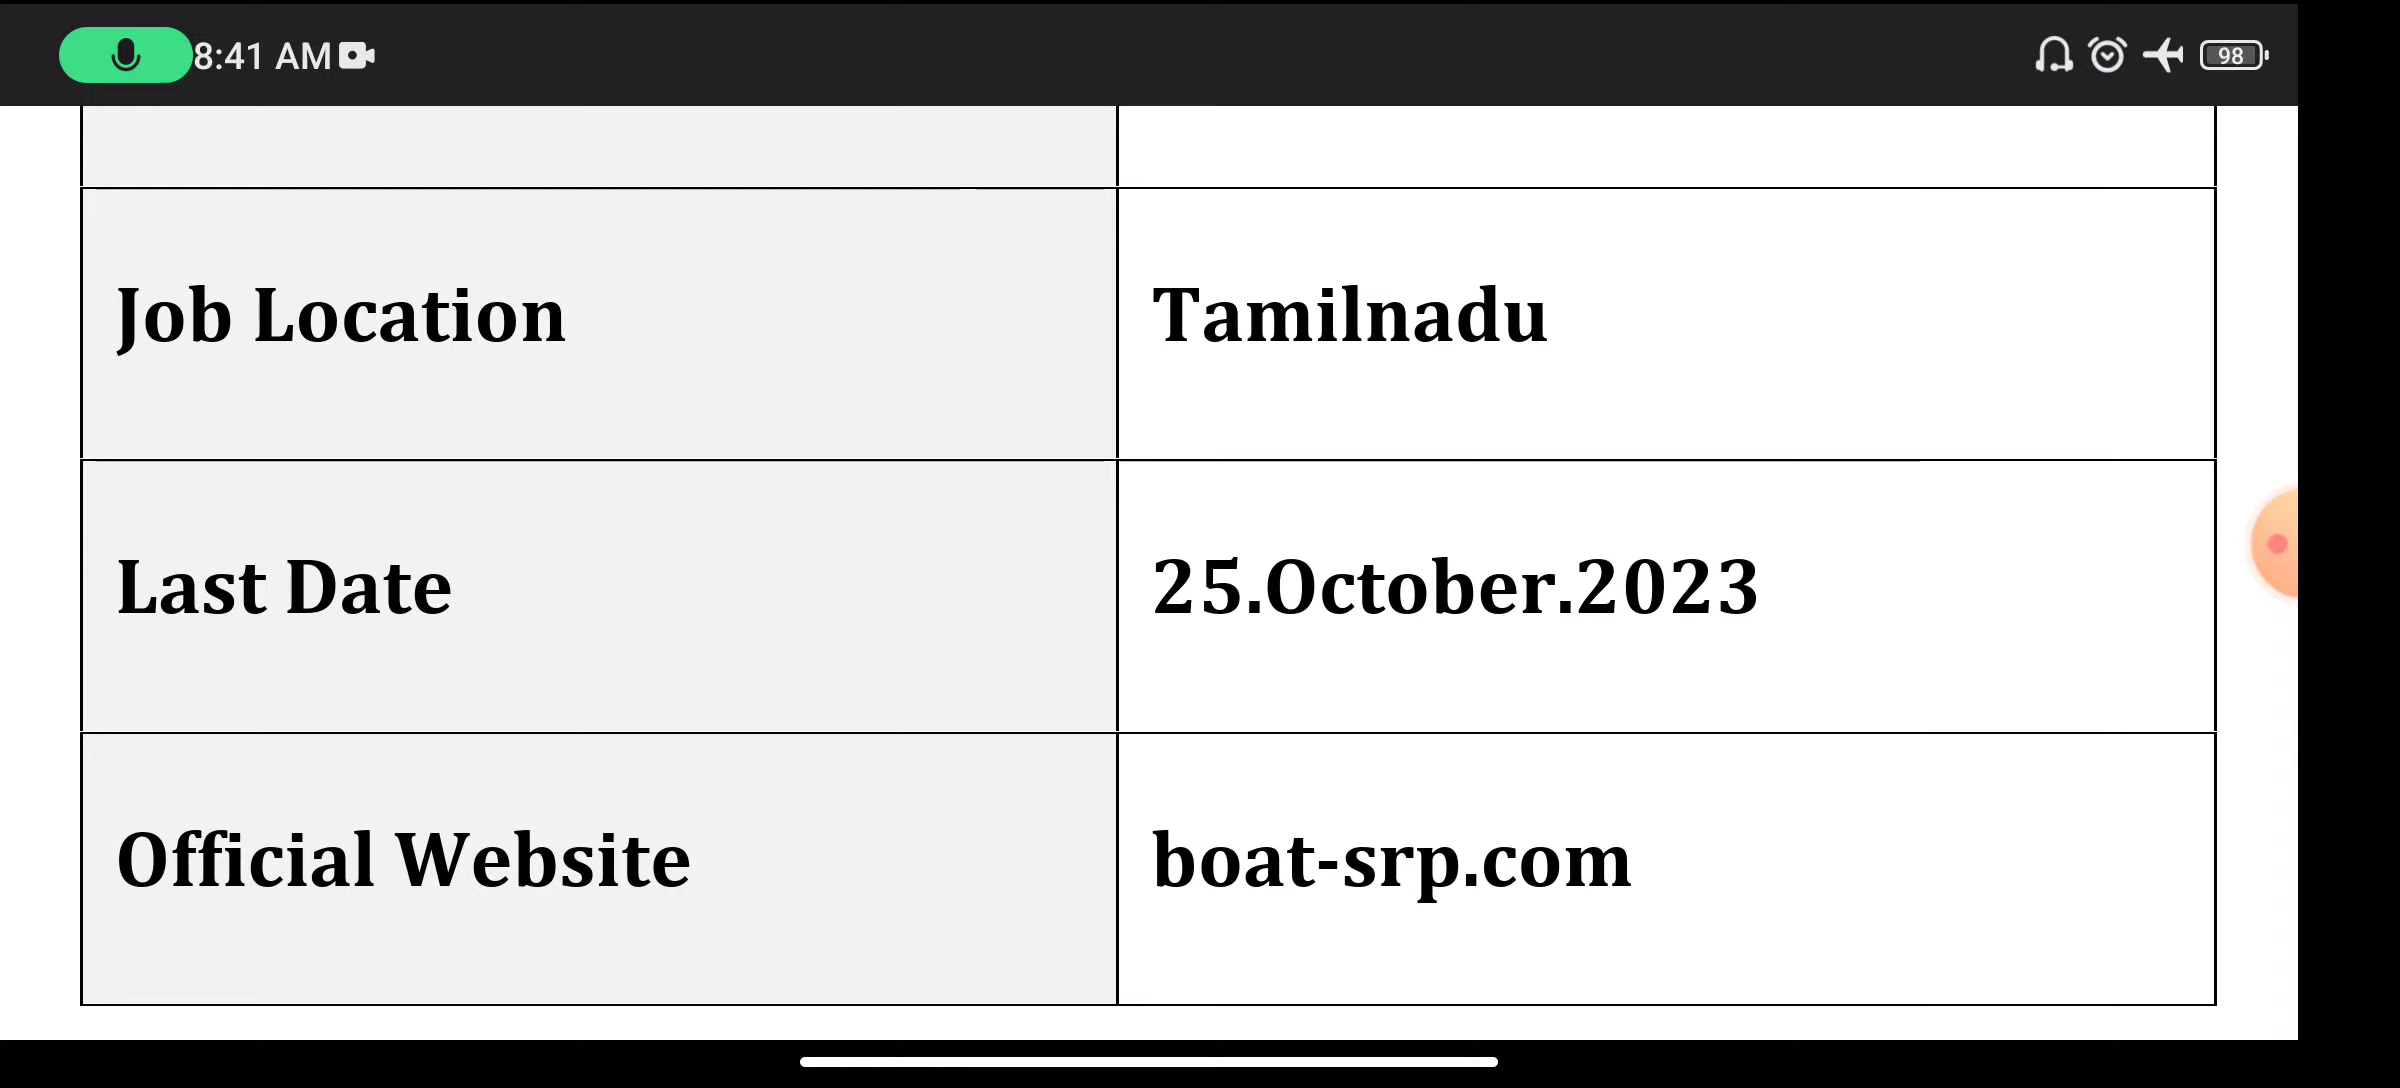 8:41 AM
98
Job Location
Tamilnadu
Last Date
25.October.2023
Official Website
boat-srp.com